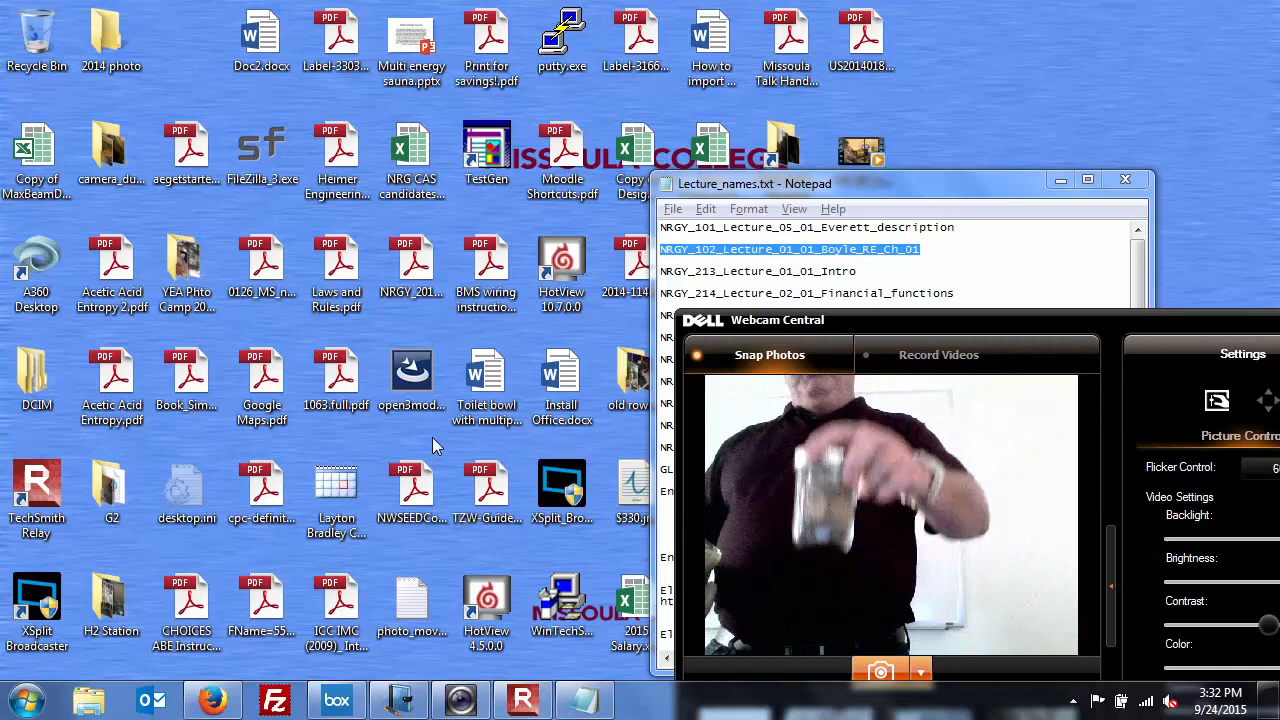 Recycle Bin
2014 photo
Doc2.docx
Label-3303...
Multi energy
sauna.pptx
Print for
savings!.pdf
putty.exe
Label-3166...
How to
import ...
Missoula
Talk Hand...
US2014018...
Copy of
MaxBeamD...
camera_du...
aegetstarte...
FileZilla_3.exe
Heimer
Engineerin...
NRG CAS
candidates...
TestGen
Moodle
Shortcuts.pdf
Copy
Desig...
A360
Desktop
Acetic Acid
Entropy 2.pdf
YEA Phto
Camp 20...
0126_MS_n...
Laws and
Rules.pdf
NRGY_201...
BMS wiring
instructio...
HotView
10.7.0.0
2014-114...
DCIM
Acetic Acid
Entropy.pdf
Book_Sim...
Google
Maps.pdf
1063.full.pdf
open3mod...
Toilet bowl
with multip...
Install
Office.docx
old row
TechSmith
Relay
G2
desktop.ini
cpc-definit...
Layton
Bradley C...
NWSEEDCo...
TZW-Guide...
XSplit_Bro...
$330.j
XSplit
Broadcaster
H2 Station
CHOICES
ABE Instruc...
FName=55...
ICC IMC
(2009)_ Int...
photo_mov...
HotView
4.5.0.0
WinTechS...
2015
Salary.
Lecture_names.txt - Notepad
File Edit Format View Help
NRGY_101_Lecture_05_01_Everett_description
NRGY_102_Lecture_01_01_Boyle_RE_Ch_01
NRGY_213_Lecture_01_01_Intro
NRGY_214_Lecture_02_01_Financial_functions
DELL Webcam Central
Snap Photos
Record Videos
Settings
Picture Contro
Flicker Control: 6
Video Settings
Backlight:
Brightness:
Contrast:
Color:
box
3:32 PM
9/24/2015